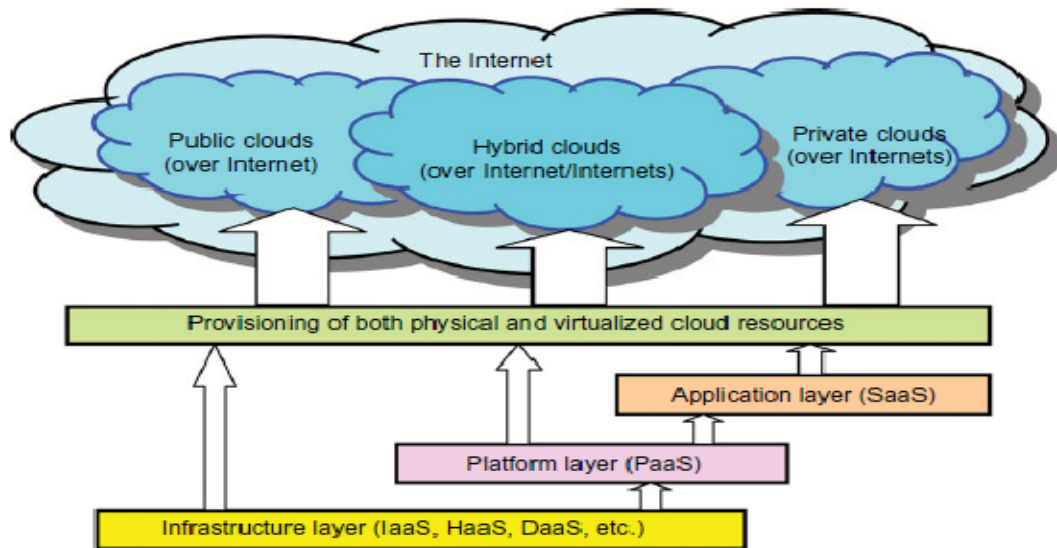 The Internet
Public clouds
(over Internet)
Hybrid clouds
(over Internet/Internets)
Private clouds
(over Internets)
Provisioning of both physical and virtualized cloud resources
Application layer (SaaS)
Platform layer (PaaS)
Infrastructure layer (IaaS, HaaS, DaaS, etc.)